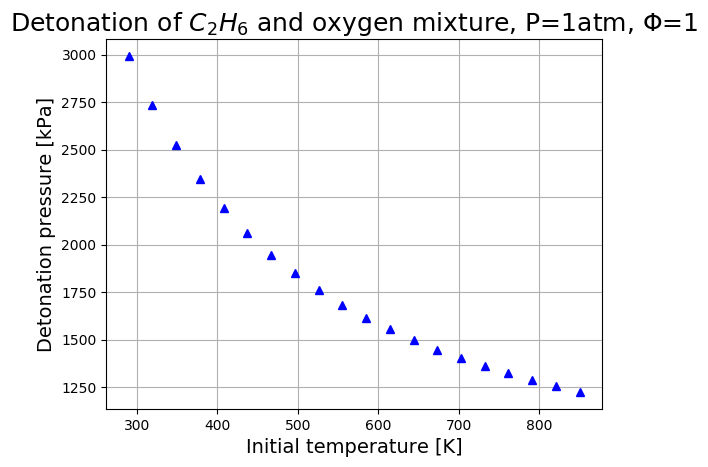 Detonation of C₂H₆ and oxygen mixture, P=1atm, Φ=1
3000
2750
2500
2250
2000
1750
1500
1250
Detonation pressure [kPa]
300 400 500 600 700 800
Initial temperature [K]